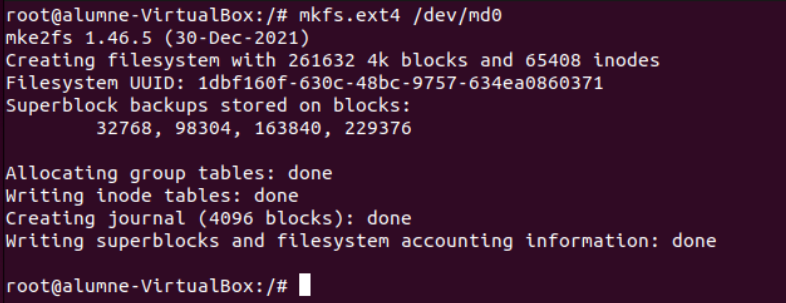 root@alumne-VirtualBox:/# mkfs.ext4 /dev/md0
mke2fs 1.46.5 (30-Dec-2021)
Creating filesystem with 261632 4k blocks and 65408 inodes
Filesystem UUID: 1dbf160f-630c-48bc-9757-634ea0860371
Superblock backups stored on blocks:
        32768, 98304, 163840, 229376

Allocating group tables: done
Writing inode tables: done
Creating journal (4096 blocks): done
Writing superblocks and filesystem accounting information: done

root@alumne-VirtualBox:/#